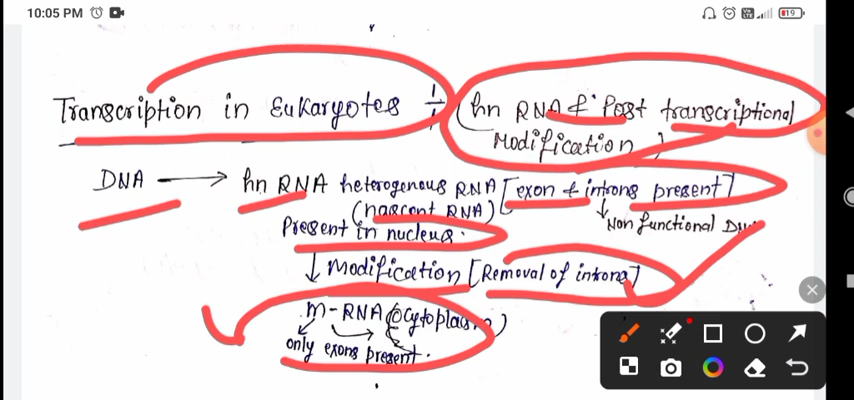 10:05 PM
19
Transcription in Eukaryotes :- (hn RNA & Post transcriptional
Modification)
DNA → hn RNA heterogenous RNA [exon & introns present]
(nascent RNA) ↓ Non functional
Present in nucleus.
↓ Modification [Removal of introns]
m-RNA (Cytoplasm)
only exons present.